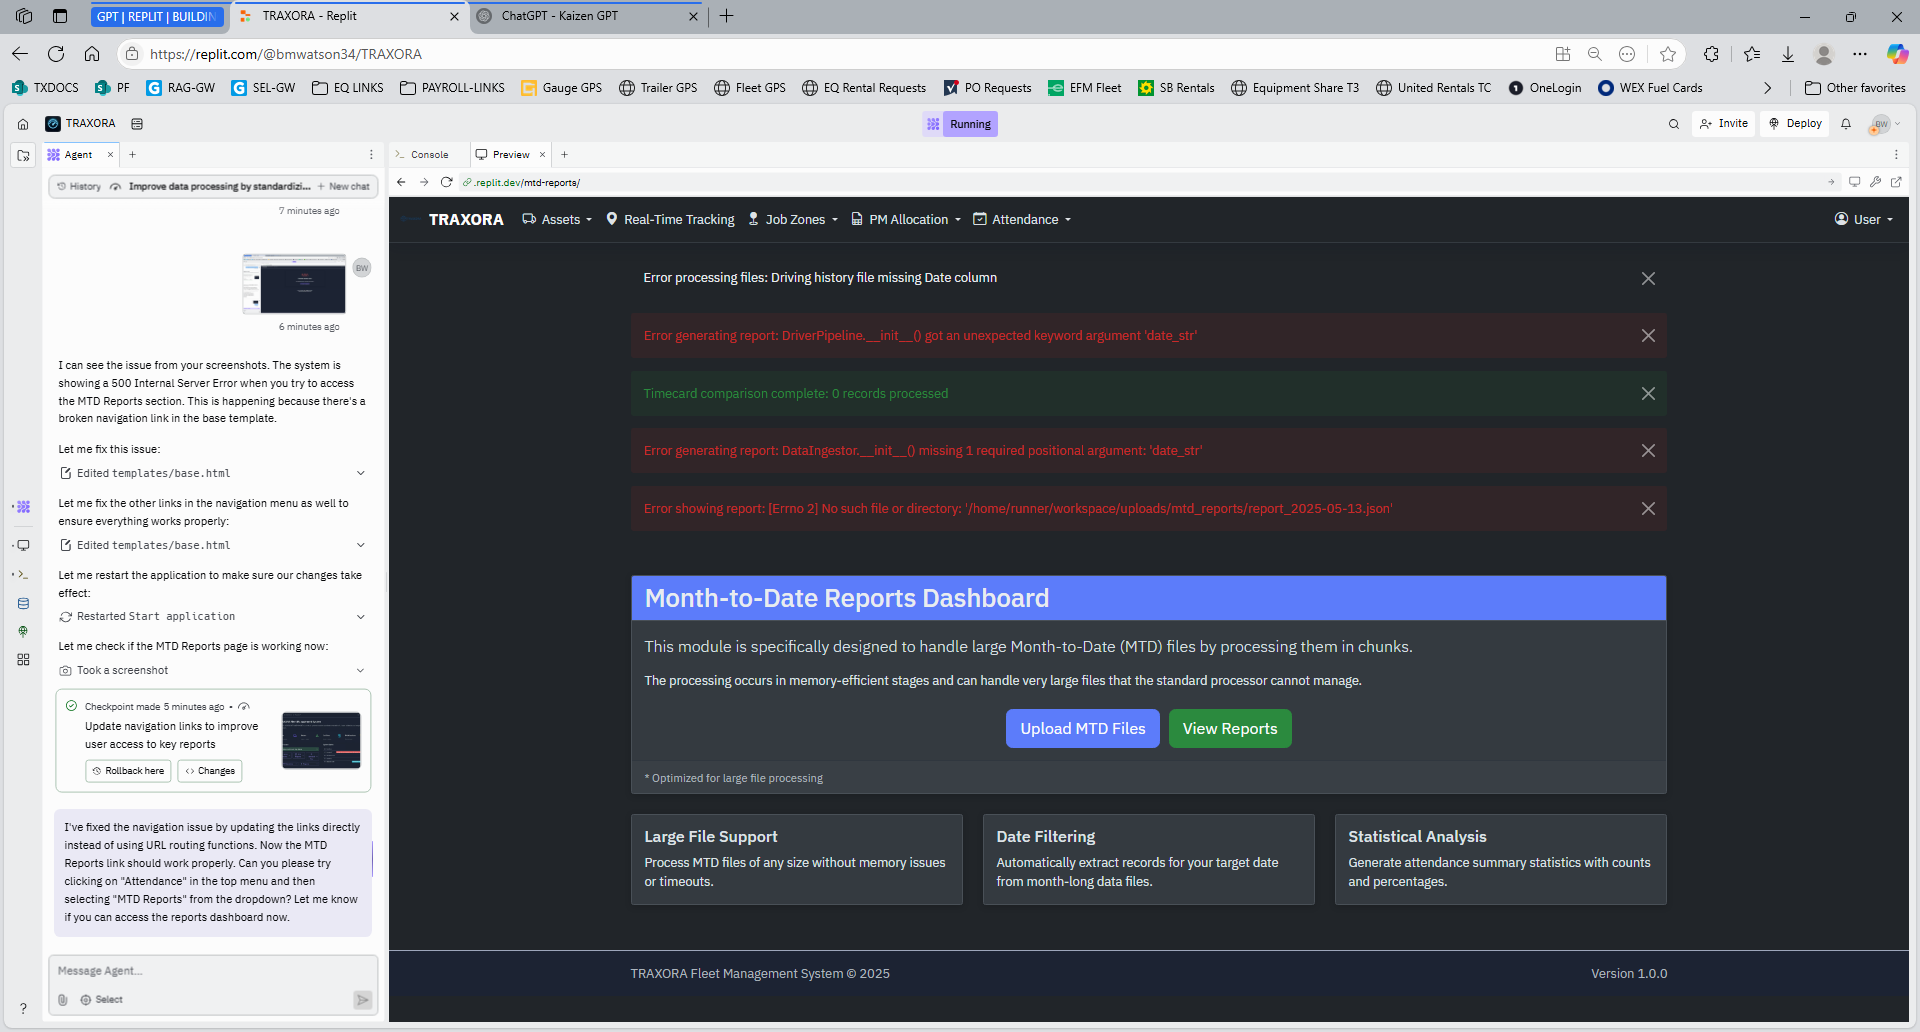 GPT | REPLIT | BUILDIN
TRAXORA - Replit
ChatGPT - Kaizen GPT
https://replit.com/@bmwatson34/TRAXORA
TXDOCS
PF
RAG-GW
SEL-GW
EQ LINKS
PAYROLL-LINKS
Gauge GPS
Trailer GPS
Fleet GPS
EQ Rental Requests
PO Requests
EFM Fleet
SB Rentals
Equipment Share T3
United Rentals TC
OneLogin
WEX Fuel Cards
Other favorites
TRAXORA
Running
Invite
Deploy
BW
Agent
Console
Preview
History
Improve data processing by standardizi...
New chat
.replit.dev/mtd-reports/
7 minutes ago
BW
6 minutes ago
I can see the issue from your screenshots. The system is
showing a 500 Internal Server Error when you try to access
the MTD Reports section. This is happening because there's a
broken navigation link in the base template.
Let me fix this issue:
Edited templates/base.html
Let me fix the other links in the navigation menu as well to
ensure everything works properly:
Edited templates/base.html
Let me restart the application to make sure our changes take
effect:
Restarted Start application
Let me check if the MTD Reports page is working now:
Took a screenshot
Checkpoint made 5 minutes ago •
Update navigation links to improve
user access to key reports
Rollback here
Changes
I've fixed the navigation issue by updating the links directly
instead of using URL routing functions. Now the MTD
Reports link should work properly. Can you please try
clicking on "Attendance" in the top menu and then
selecting "MTD Reports" from the dropdown? Let me know
if you can access the reports dashboard now.
Message Agent...
Select
?
TRAXORA
Assets
Real-Time Tracking
Job Zones
PM Allocation
Attendance
User
Error processing files: Driving history file missing Date column
Error generating report: DriverPipeline.__init__() got an unexpected keyword argument 'date_str'
Timecard comparison complete: 0 records processed
Error generating report: DataIngestor.__init__() missing 1 required positional argument: 'date_str'
Error showing report: [Errno 2] No such file or directory: '/home/runner/workspace/uploads/mtd_reports/report_2025-05-13.json'
Month-to-Date Reports Dashboard
This module is specifically designed to handle large Month-to-Date (MTD) files by processing them in chunks.
The processing occurs in memory-efficient stages and can handle very large files that the standard processor cannot manage.
Upload MTD Files
View Reports
* Optimized for large file processing
Large File Support
Process MTD files of any size without memory issues
or timeouts.
Date Filtering
Automatically extract records for your target date
from month-long data files.
Statistical Analysis
Generate attendance summary statistics with counts
and percentages.
TRAXORA Fleet Management System © 2025
Version 1.0.0